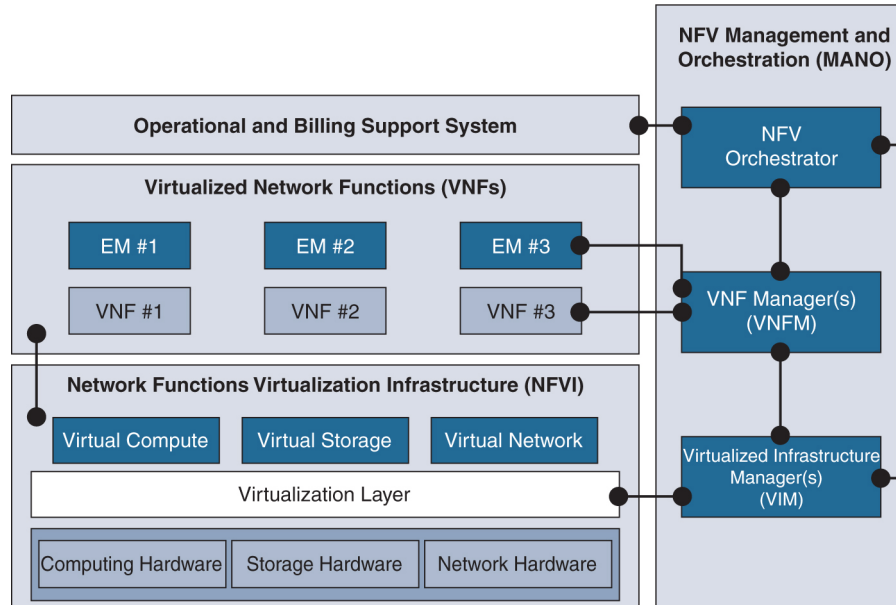 NFV Management and
Orchestration (MANO)
Operational and Billing Support System
NFV
Orchestrator
Virtualized Network Functions (VNFs)
EM #1
EM #2
EM #3
VNF #1
VNF #2
VNF #3
VNF Manager(s)
(VNFM)
Network Functions Virtualization Infrastructure (NFVI)
Virtual Compute
Virtual Storage
Virtual Network
Virtualization Layer
Virtualized Infrastructure
Manager(s)
(VIM)
Computing Hardware
Storage Hardware
Network Hardware